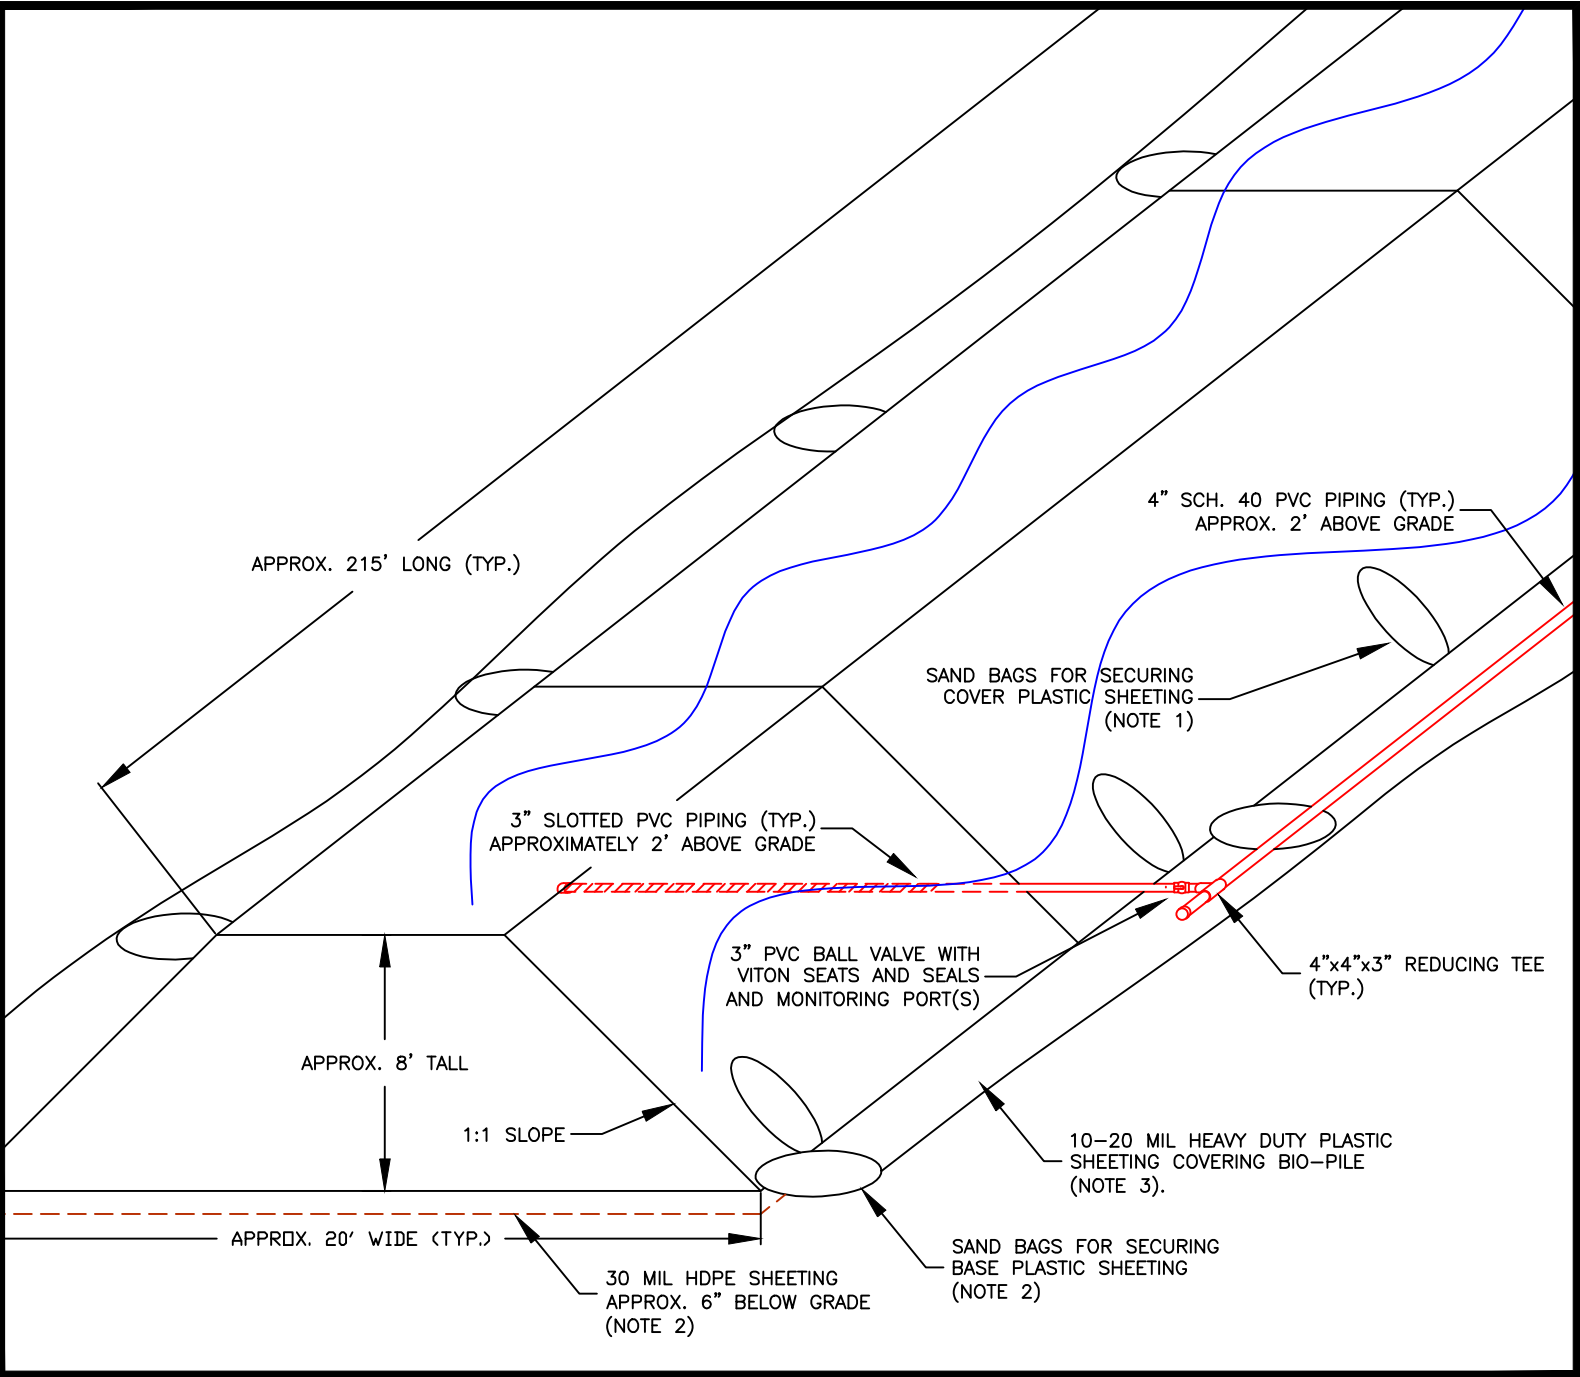 4" SCH. 40 PVC PIPING (TYP.)
APPROX. 2' ABOVE GRADE
APPROX. 215' LONG (TYP.)
SAND BAGS FOR SECURING
COVER PLASTIC SHEETING
(NOTE 1)
3" SLOTTED PVC PIPING (TYP.)
APPROXIMATELY 2' ABOVE GRADE
3" PVC BALL VALVE WITH
VITON SEATS AND SEALS
AND MONITORING PORT(S)
4"x4"x3" REDUCING TEE
(TYP.)
APPROX. 8' TALL
1:1 SLOPE
10-20 MIL HEAVY DUTY PLASTIC
SHEETING COVERING BIO-PILE
(NOTE 3).
APPROX. 20' WIDE (TYP.)
SAND BAGS FOR SECURING
BASE PLASTIC SHEETING
(NOTE 2)
30 MIL HDPE SHEETING
APPROX. 6" BELOW GRADE
(NOTE 2)